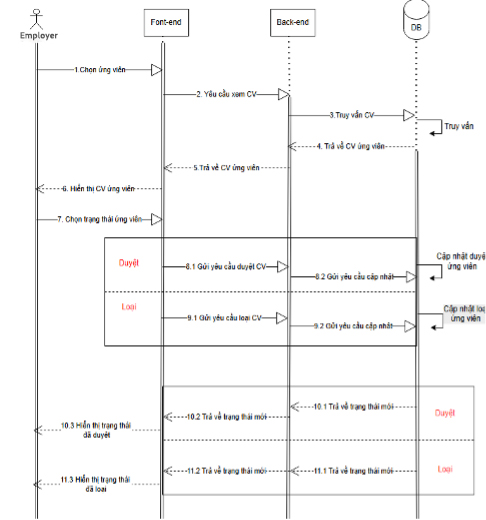 Employer
Font-end
Back-end
DB
1.Chọn ứng viên
2. Yêu cầu xem CV
3.Truy vấn CV
Truy vấn
4. Trả về CV ứng viên
5.Trả về CV ứng viên
6. Hiển thị CV ứng viên
7. Chọn trạng thái ứng viên
Duyệt
8.1 Gửi yêu cầu duyệt CV
8.2 Gửi yêu cầu cập nhật
Cập nhật duyệ
ứng viên
Loại
9.1 Gửi yêu cầu loại CV
9.2 Gửi yêu cầu cập nhật
Cập nhật loạ
ứng viên
10.1 Trả về trạng thái mới
10.2 Trả về trạng thái mới
10.3 Hiển thị trạng thái
đã duyệt
Duyệt
11.1 Trả về trạng thái mới
11.2 Trả về trạng thái mới
11.3 Hiển thị trạng thái
đã loại
Loại